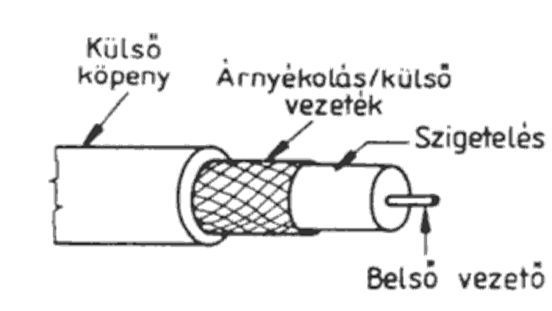 Külső
köpeny
Árnyékolás/külső
vezeték
Szigetelés
Belső vezető